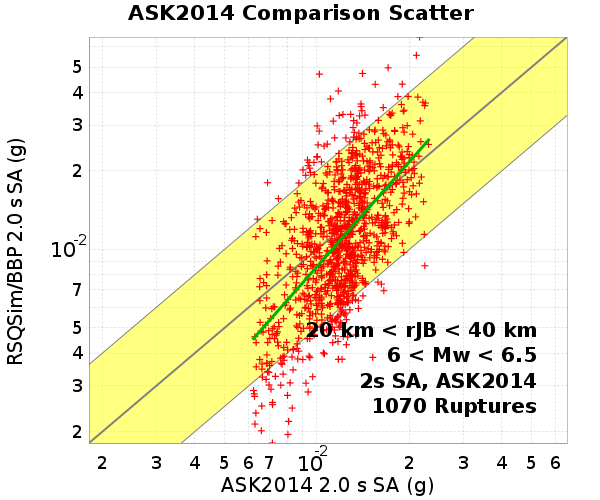 ASK2014 Comparison Scatter
RSQSim/BBP 2.0 s SA (g)
5
4
3
2
10-2
7
5
4
3
2
20 km < rJB < 40 km
6 < Mw < 6.5
2s SA, ASK2014
1070 Ruptures
2 3 4 5 6 7 10-2 2 3 4 5 6
ASK2014 2.0 s SA (g)